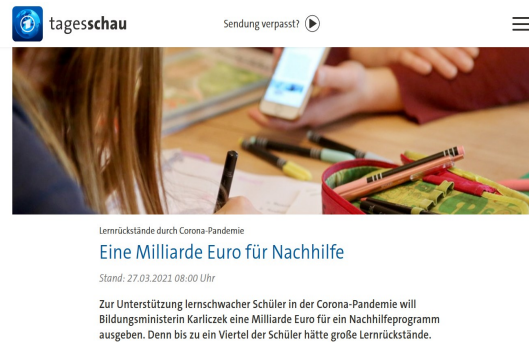 tagesschau
Sendung verpasst?
Lernrückstände durch Corona-Pandemie
Eine Milliarde Euro für Nachhilfe
Stand: 27.03.2021 08:00 Uhr
Zur Unterstützung lernschwacher Schüler in der Corona-Pandemie will
Bildungsministerin Karliczek eine Milliarde Euro für ein Nachhilfeprogramm
ausgeben. Denn bis zu ein Viertel der Schüler hätte große Lernrückstände.